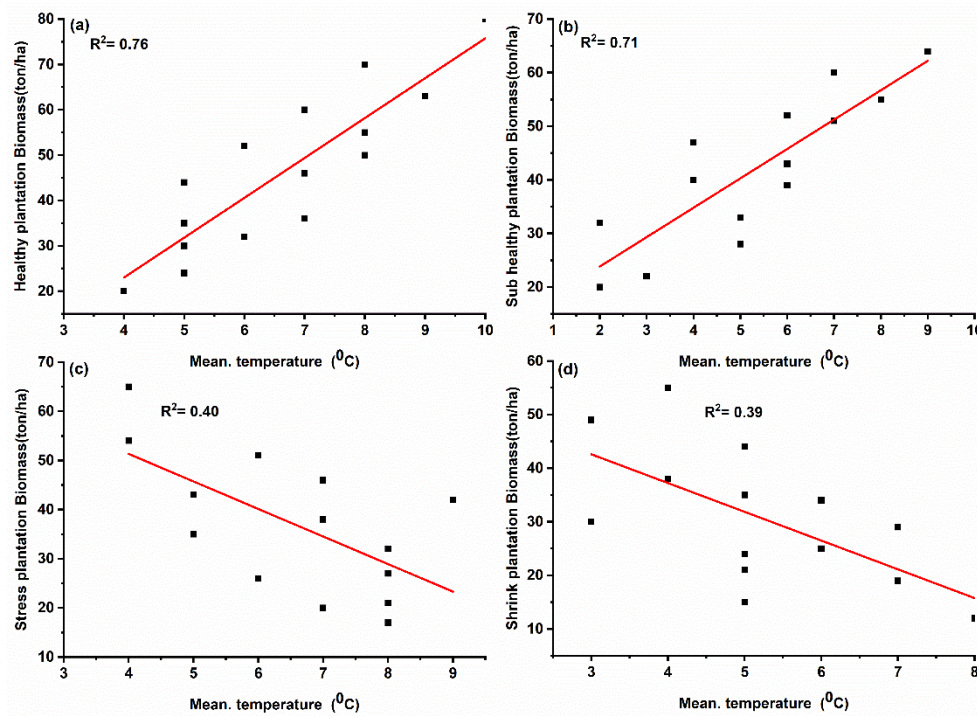 (a)
R²= 0.76
Healthy plantation Biomass(ton/ha)
80
70
60
50
40
30
20
3 4 5 6 7 8 9 10
Mean. temperature (⁰C)
(b)
R²= 0.71
Sub healthy plantation Biomass(ton/ha)
70
60
50
40
30
20
1 2 3 4 5 6 7 8 9 10
Mean. temperature (⁰C)
(c)
R²= 0.40
Stress plantation Biomass(ton/ha)
70
60
50
40
30
20
10
3 4 5 6 7 8 9
Mean. temperature (⁰C)
(d)
R²= 0.39
Shrink plantation Biomass(ton/ha)
60
50
40
30
20
10
3 4 5 6 7 8
Mean. temperature (⁰C)